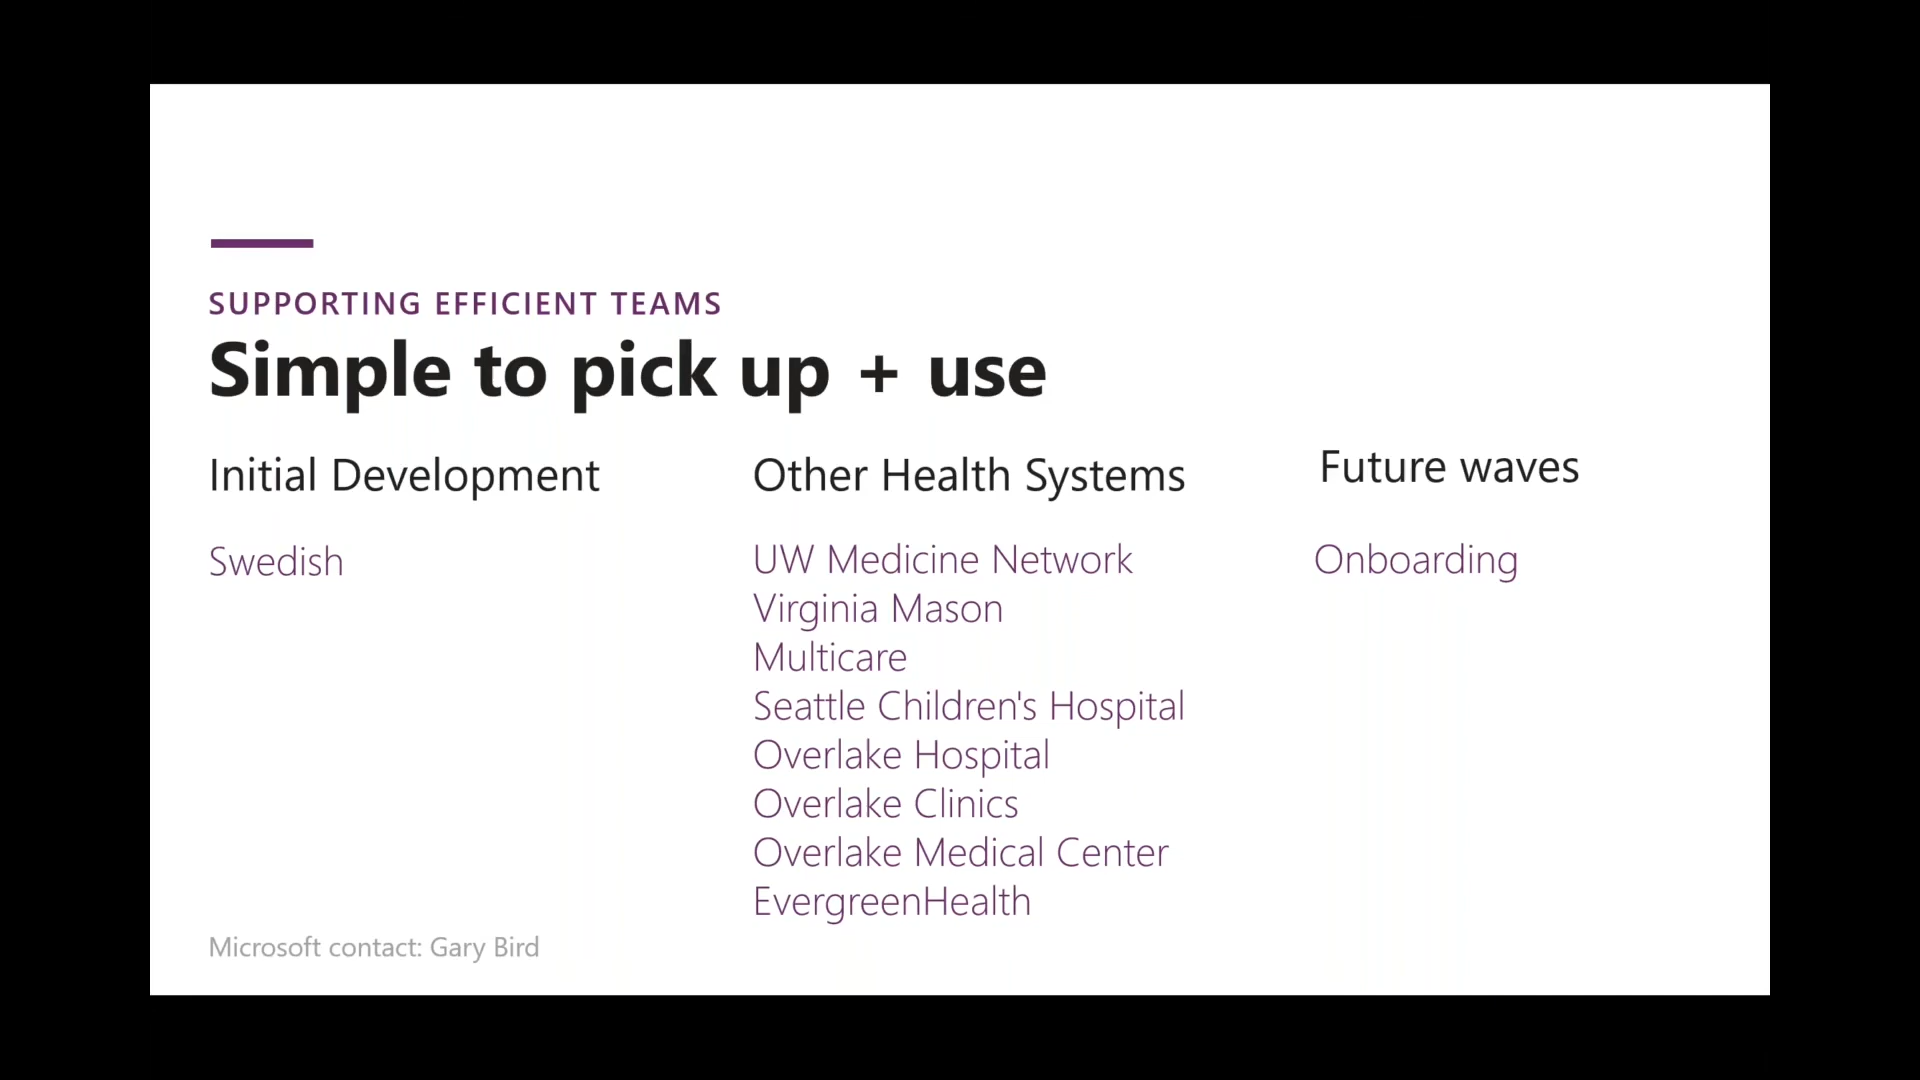 SUPPORTING EFFICIENT TEAMS
Simple to pick up + use
Initial Development
Swedish
Other Health Systems
UW Medicine Network
Virginia Mason
Multicare
Seattle Children's Hospital
Overlake Hospital
Overlake Clinics
Overlake Medical Center
EvergreenHealth
Future waves
Onboarding
Microsoft contact: Gary Bird